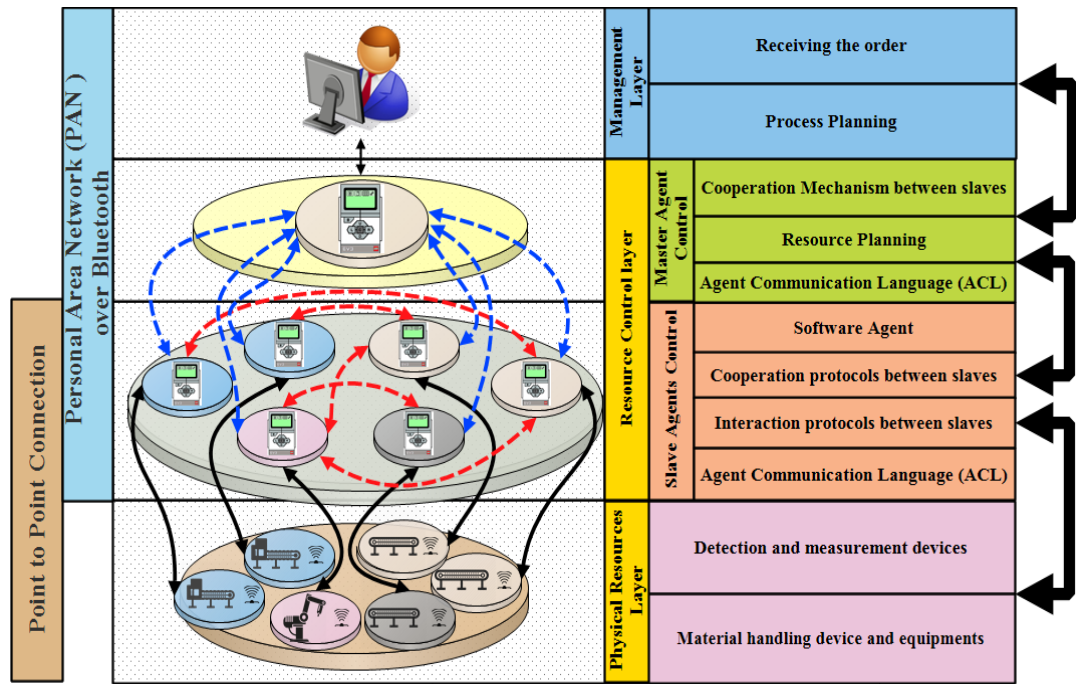 Point to Point Connection
Personal Area Network (PAN )
over Bluetooth
Management
Layer
Receiving the order
Process Planning
Resource Control layer
Master Agent
Control
Cooperation Mechanism between slaves
Resource Planning
Agent Communication Language (ACL)
Slave Agents Control
Software Agent
Cooperation protocols between slaves
Interaction protocols between slaves
Agent Communication Language (ACL)
Physical Resources
Layer
Detection and measurement devices
Material handling device and equipments